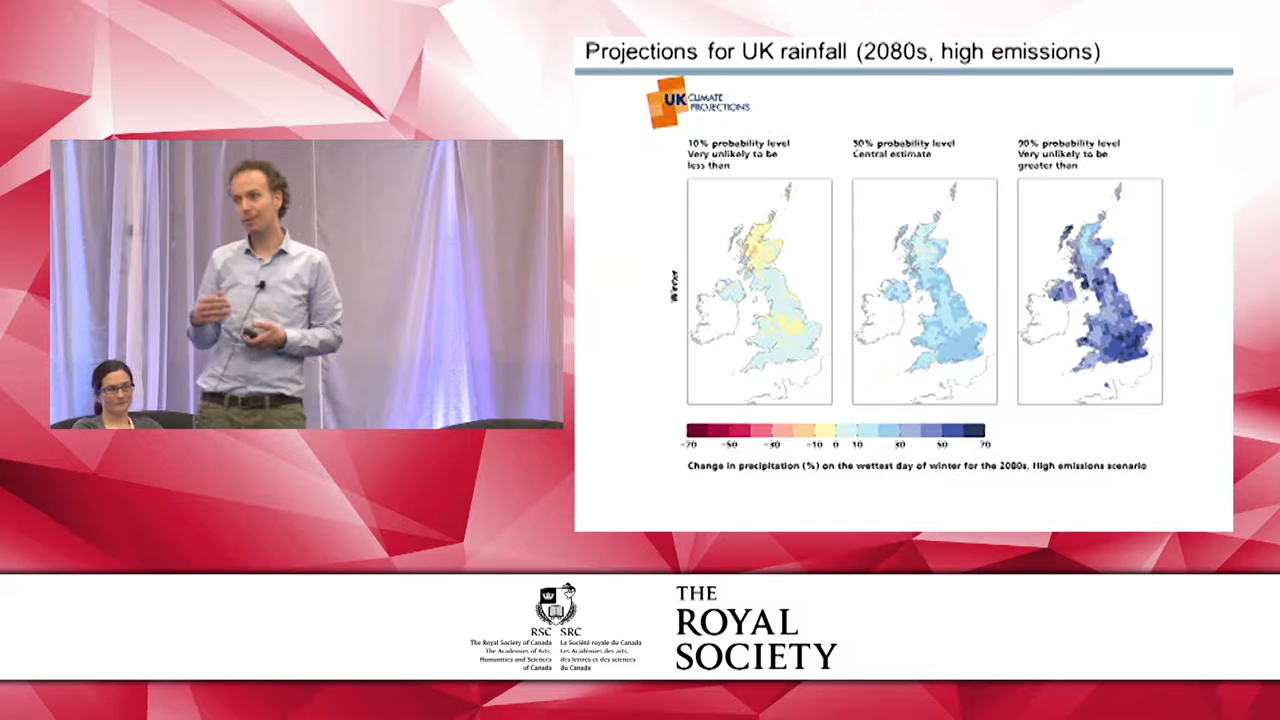 Projections for UK rainfall (2080s, high emissions)
UK CLIMATE
PROJECTIONS
10% probability level
Very unlikely to be
less than
50% probability level
Central estimate
90% probability level
Very unlikely to be
greater than
Winter
-70 -50 -30 -10 0 10 30 50 70
Change in precipitation (%) on the wettest day of winter for the 2080s, High emissions scenario
RSC SRC
The Royal Society of Canada
The Academies of Arts,
Humanities and Sciences
of Canada
La Société royale du Canada
Les Académies des arts,
des lettres et des sciences
du Canada
THE
ROYAL
SOCIETY